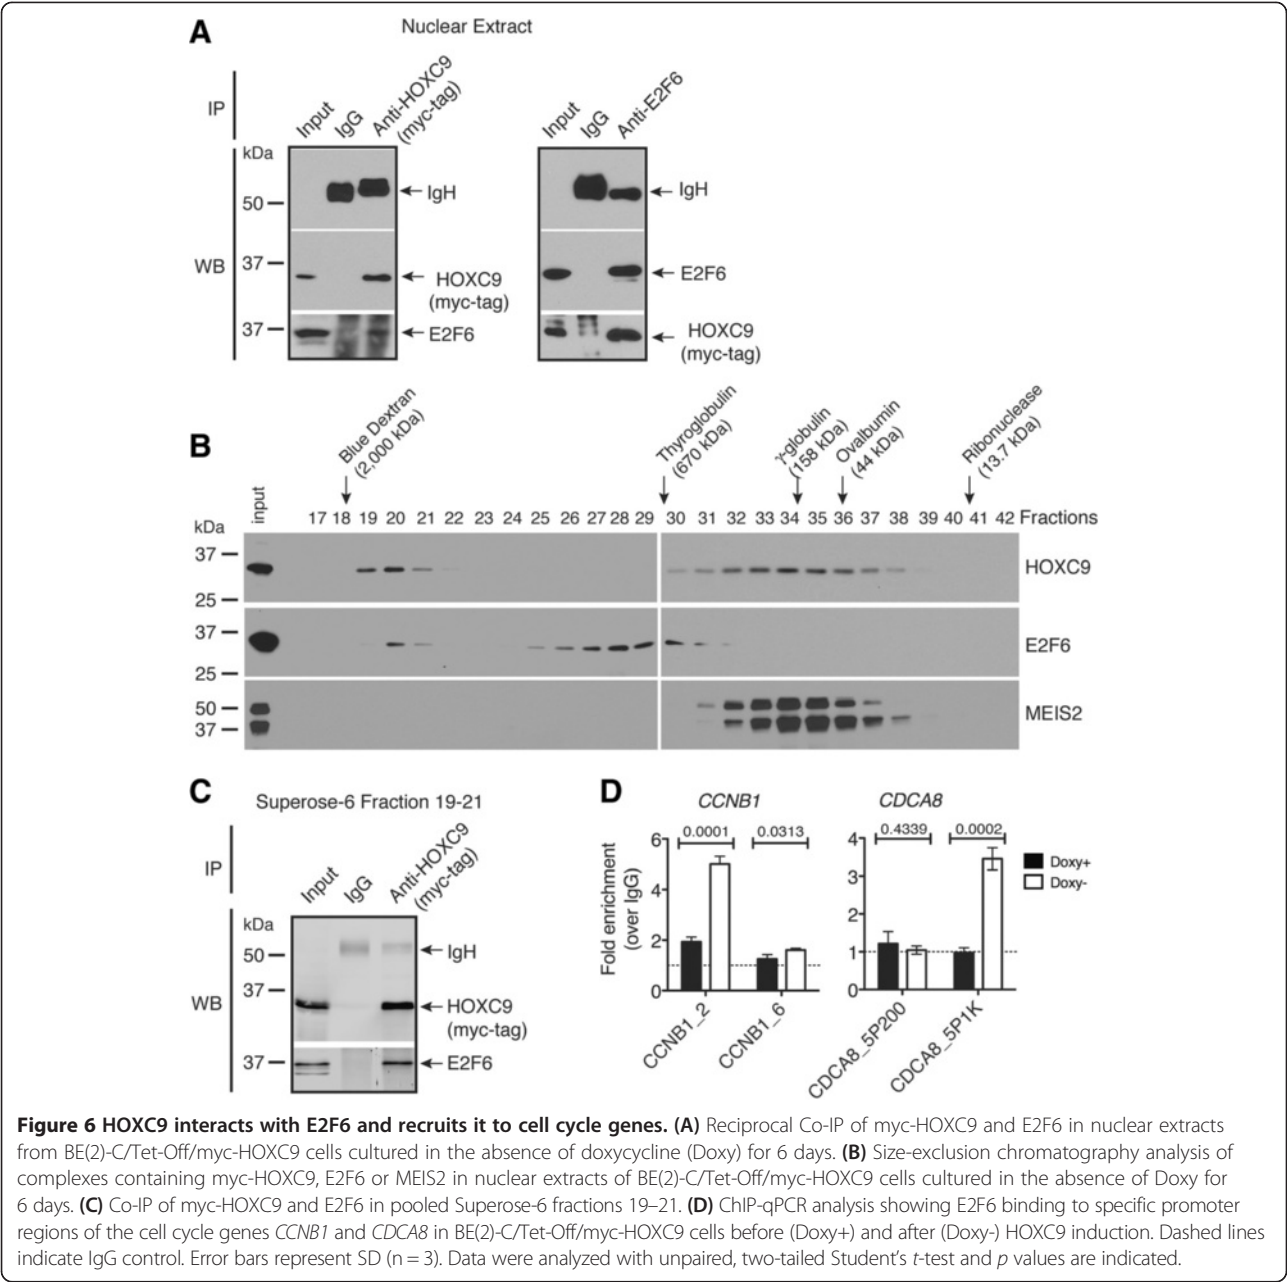 A
Nuclear Extract
IP
Input
IgG
Anti-HOXC9
(myc-tag)
Input
IgG
Anti-E2F6
kDa
50
37
37
WB
IgH
HOXC9
(myc-tag)
E2F6
IgH
E2F6
HOXC9
(myc-tag)
B
Blue Dextran
(2,000 kDa)
Thyroglobulin
(670 kDa)
γ-globulin
(158 kDa)
Ovalbumin
(44 kDa)
Ribonuclease
(13.7 kDa)
kDa
input
17 18 19 20 21 22 23 24 25 26 27 28 29 30 31 32 33 34 35 36 37 38 39 40 41 42 Fractions
37
25
HOXC9
37
25
E2F6
50
37
MEIS2
C
Superose-6 Fraction 19-21
IP
Input
IgG
Anti-HOXC9
(myc-tag)
kDa
50
37
37
WB
IgH
HOXC9
(myc-tag)
E2F6
D
CCNB1
CDCA8
Fold enrichment
(over IgG)
6
4
2
0
0.0001
0.0313
CCNB1_2
CCNB1_6
4
3
2
1
0
0.4339
0.0002
CDCA8_5P200
CDCA8_5P1K
Doxy+
Doxy-
Figure 6 HOXC9 interacts with E2F6 and recruits it to cell cycle genes. (A) Reciprocal Co-IP of myc-HOXC9 and E2F6 in nuclear extracts
from BE(2)-C/Tet-Off/myc-HOXC9 cells cultured in the absence of doxycycline (Doxy) for 6 days. (B) Size-exclusion chromatography analysis of
complexes containing myc-HOXC9, E2F6 or MEIS2 in nuclear extracts of BE(2)-C/Tet-Off/myc-HOXC9 cells cultured in the absence of Doxy for
6 days. (C) Co-IP of myc-HOXC9 and E2F6 in pooled Superose-6 fractions 19–21. (D) ChIP-qPCR analysis showing E2F6 binding to specific promoter
regions of the cell cycle genes CCNB1 and CDCA8 in BE(2)-C/Tet-Off/myc-HOXC9 cells before (Doxy+) and after (Doxy-) HOXC9 induction. Dashed lines
indicate IgG control. Error bars represent SD (n = 3). Data were analyzed with unpaired, two-tailed Student's t-test and p values are indicated.